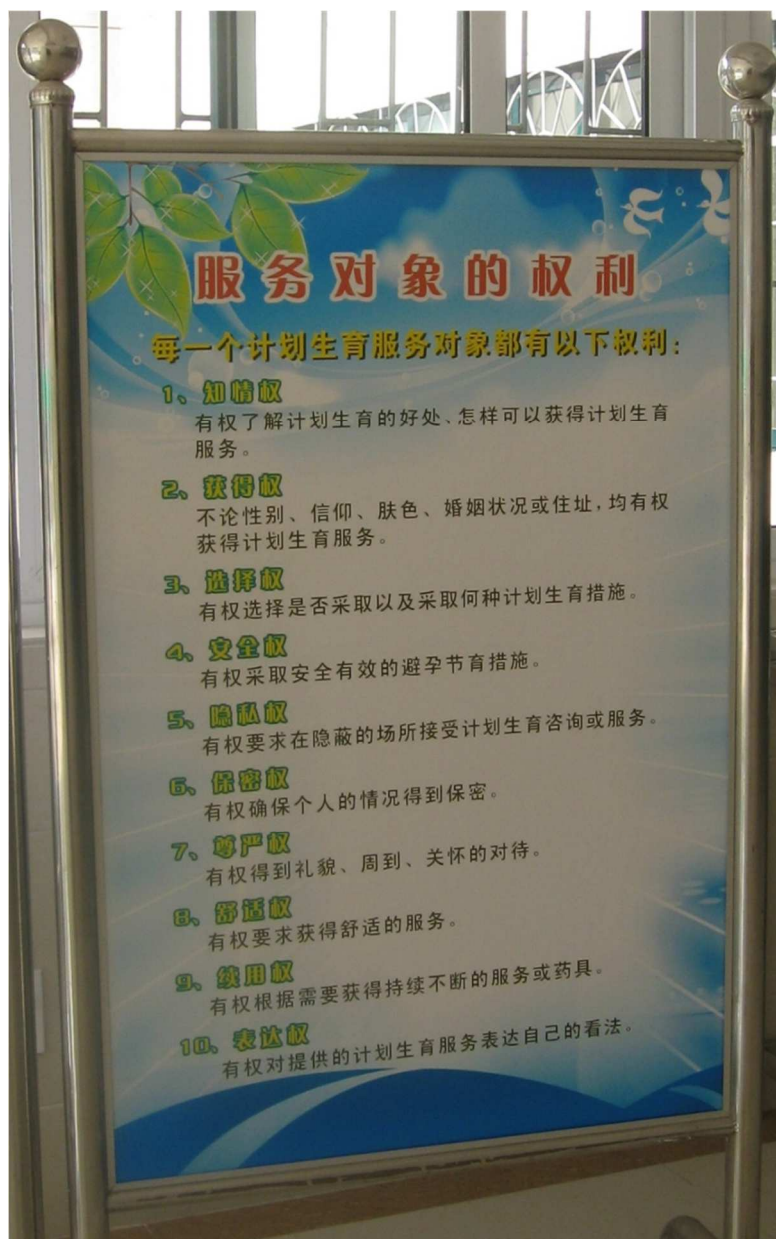 服务对象的权利
每一个计划生育服务对象都有以下权利：
1、知情权
有权了解计划生育的好处、怎样可以获得计划生育
服务。
2、获得权
不论性别、信仰、肤色、婚姻状况或住址，均有权
获得计划生育服务。
3、选择权
有权选择是否采取以及采取何种计划生育措施。
4、安全权
有权采取安全有效的避孕节育措施。
5、隐私权
有权要求在隐蔽的场所接受计划生育咨询或服务。
6、保密权
有权确保个人的情况得到保密。
7、尊严权
有权得到礼貌、周到、关怀的对待。
8、舒适权
有权要求获得舒适的服务。
9、续用权
有权根据需要获得持续不断的服务或药具。
10、表达权
有权对提供的计划生育服务表达自己的看法。